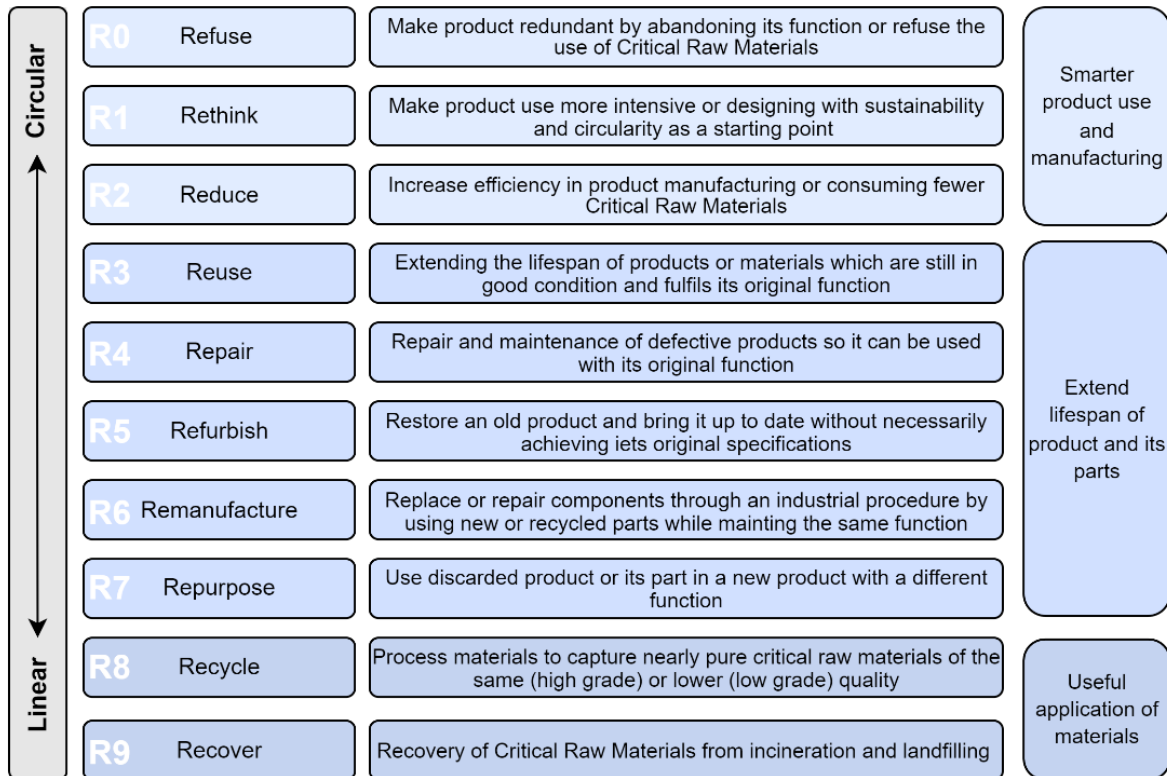 Circular
Linear
R0
Refuse
Make product redundant by abandoning its function or refuse the
use of Critical Raw Materials
R1
Rethink
Make product use more intensive or designing with sustainability
and circularity as a starting point
R2
Reduce
Increase efficiency in product manufacturing or consuming fewer
Critical Raw Materials
Smarter
product use
and
manufacturing
R3
Reuse
Extending the lifespan of products or materials which are still in
good condition and fulfils its original function
R4
Repair
Repair and maintenance of defective products so it can be used
with its original function
R5
Refurbish
Restore an old product and bring it up to date without necessarily
achieving iets original specifications
R6
Remanufacture
Replace or repair components through an industrial procedure by
using new or recycled parts while mainting the same function
R7
Repurpose
Use discarded product or its part in a new product with a different
function
Extend
lifespan of
product and its
parts
R8
Recycle
Process materials to capture nearly pure critical raw materials of the
same (high grade) or lower (low grade) quality
R9
Recover
Recovery of Critical Raw Materials from incineration and landfilling
Useful
application of
materials